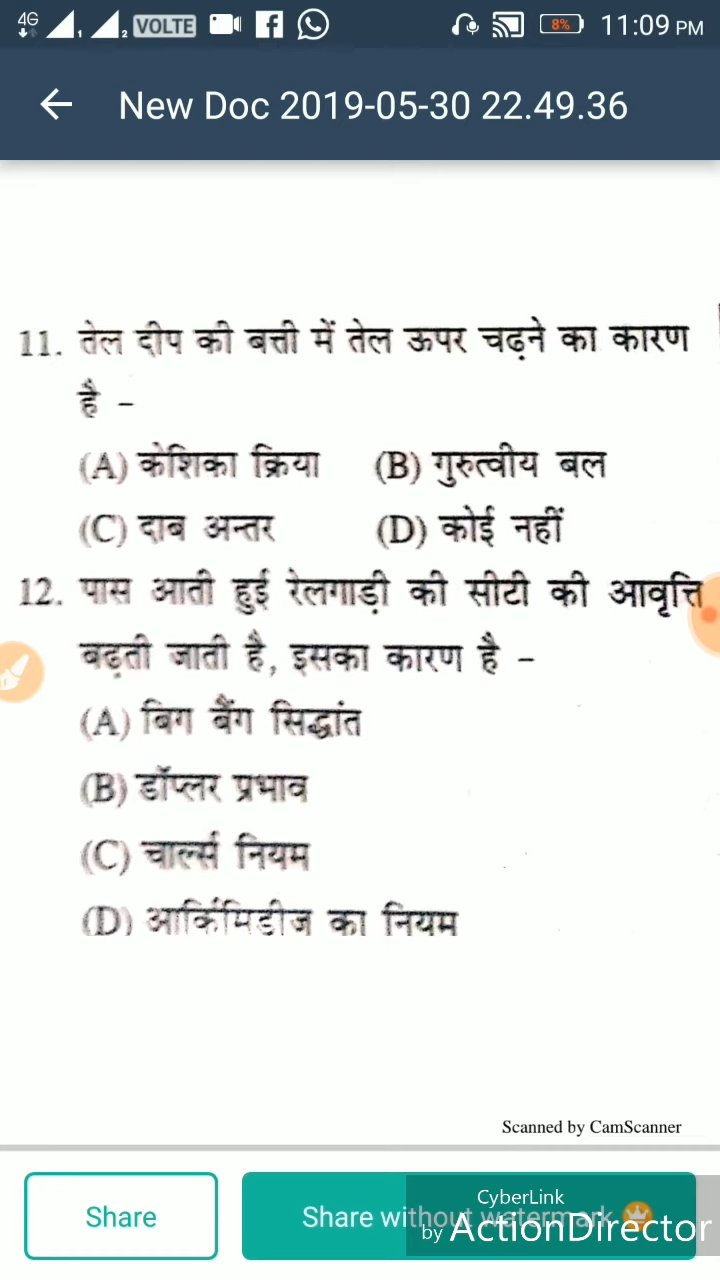 4G
1
2
VOLTE
8%
11:09 PM
New Doc 2019-05-30 22.49.36
11. तेल दीप की बत्ती में तेल ऊपर चढ़ने का कारण
है -
(A) केशिका क्रिया (B) गुरुत्वीय बल
(C) दाब अन्तर (D) कोई नहीं
12. पास आती हुई रेलगाड़ी की सीटी की आवृत्ति
बढ़ती जाती है, इसका कारण है -
(A) बिग बैंग सिद्धांत
(B) डॉप्लर प्रभाव
(C) चार्ल्स नियम
(D) आर्किमिडीज का नियम
Scanned by CamScanner
Share
Share without watermark
CyberLink
by ActionDirector